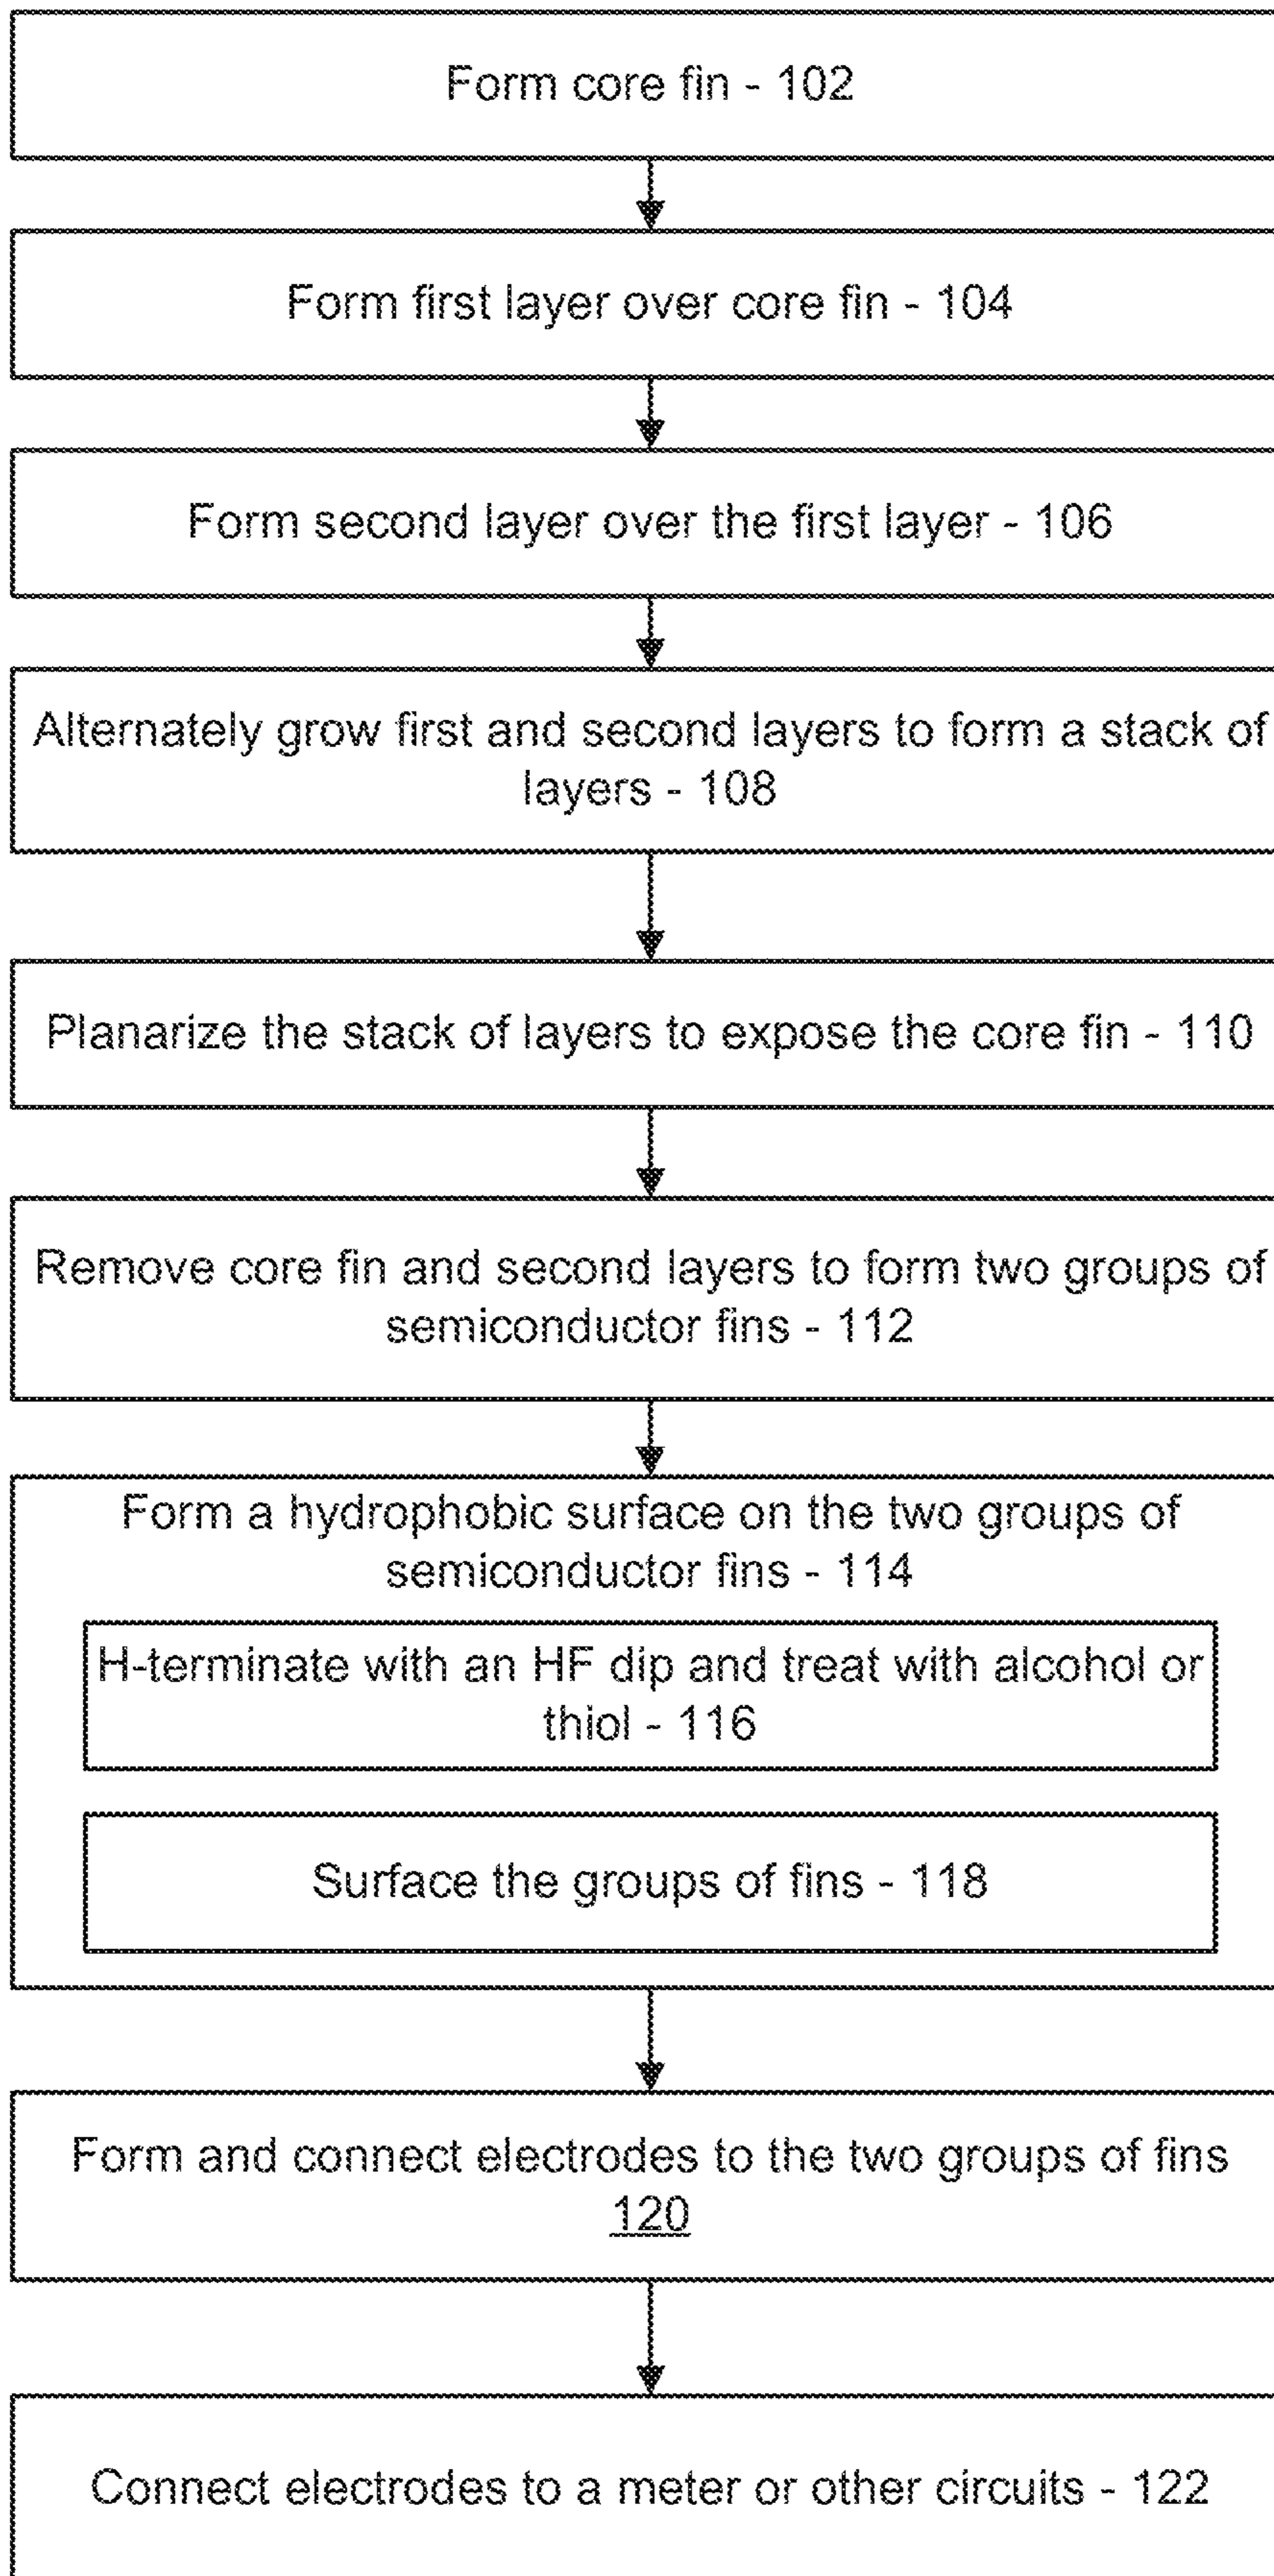 Form core fin - 102
Form first layer over core fin - 104
Form second layer over the first layer - 106
Alternately grow first and second layers to form a stack of
layers - 108
Planarize the stack of layers to expose the core fin - 110
Remove core fin and second layers to form two groups of
semiconductor fins - 112
Form a hydrophobic surface on the two groups of
semiconductor fins - 114
H-terminate with an HF dip and treat with alcohol or
thiol - 116
Surface the groups of fins - 118
Form and connect electrodes to the two groups of fins
120
Connect electrodes to a meter or other circuits - 122